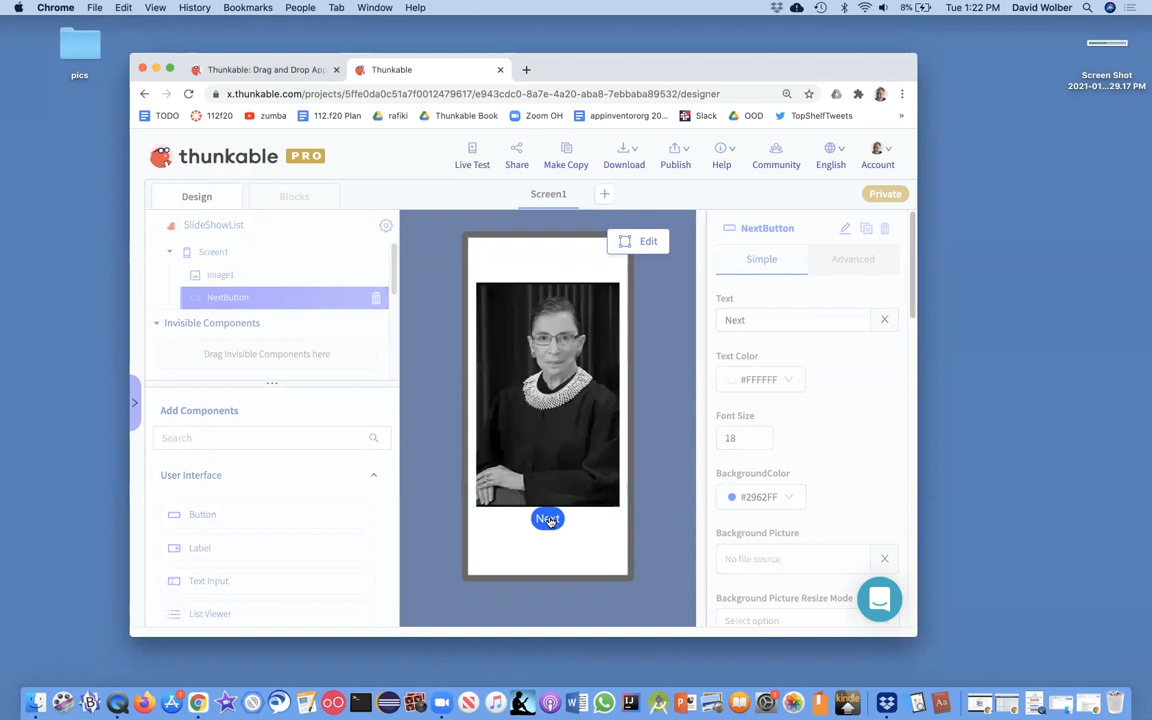 Chrome File Edit View History Bookmarks People Tab Window Help 8% Tue 1:22 PM David Wolber
pics
Screen Shot
2021-01...29.17 PM
Thunkable: Drag and Drop App
Thunkable
x.thunkable.com/projects/5ffe0da0c51a7f0012479617/e943cdc0-8a7e-4a20-aba8-7ebbaba89532/designer
TODO 112f20 zumba 112.f20 Plan rafiki Thunkable Book Zoom OH appinventororg 20... Slack OOD TopShelfTweets »
thunkable PRO
Live Test Share Make Copy Download Publish Help Community English Account
Design Blocks Screen1 + Private
SlideShowList
Screen1
Image1
NextButton
Invisible Components
Drag Invisible Components here
Add Components
Search
User Interface
Button
Label
Text Input
List Viewer
Edit
Next
NextButton
Simple Advanced
Text
Next
Text Color
#FFFFFF
Font Size
18
BackgroundColor
#2962FF
Background Picture
No file source
Background Picture Resize Mode
Select option